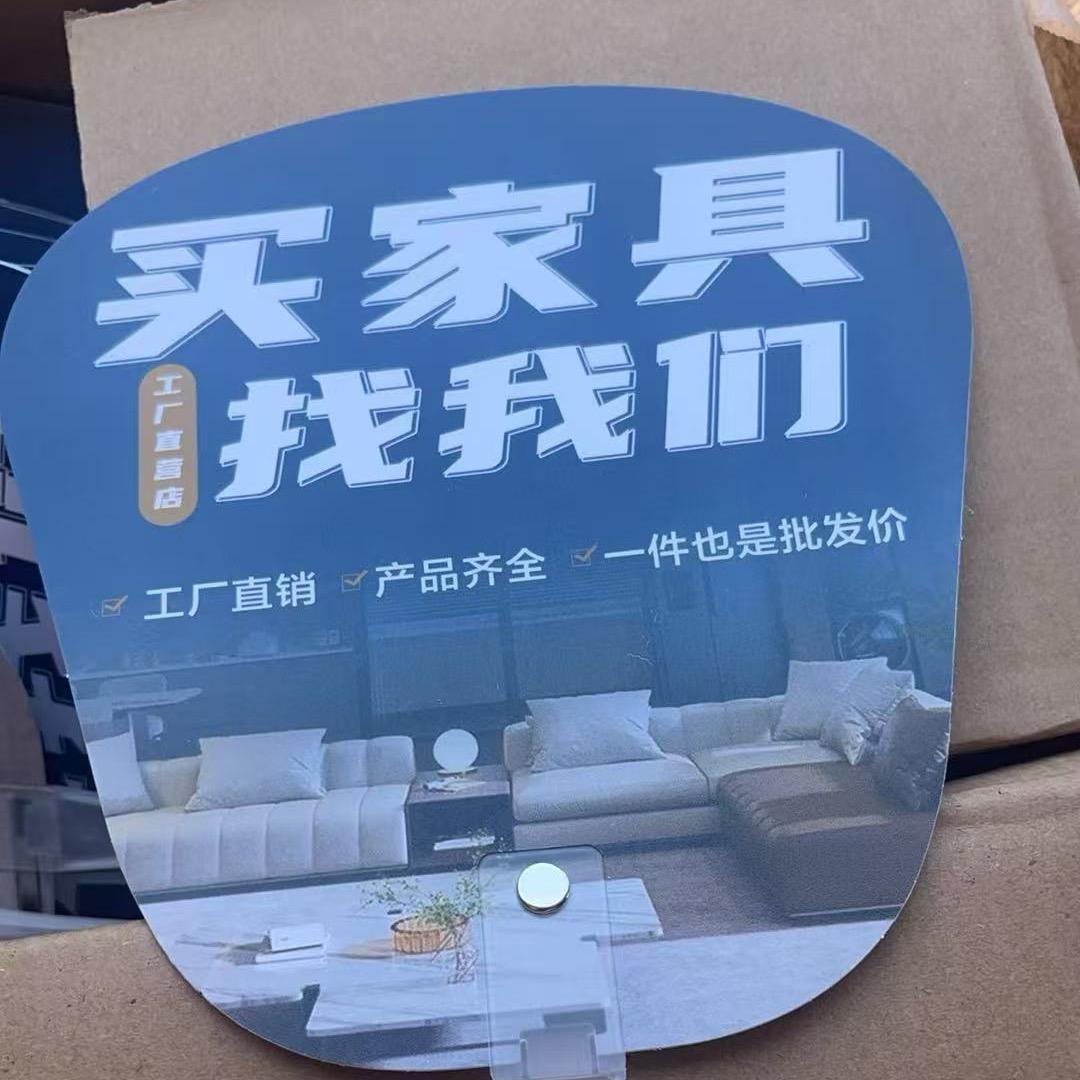 买家具
工厂直营店
找我们
工厂直销 产品齐全 一件也是批发价